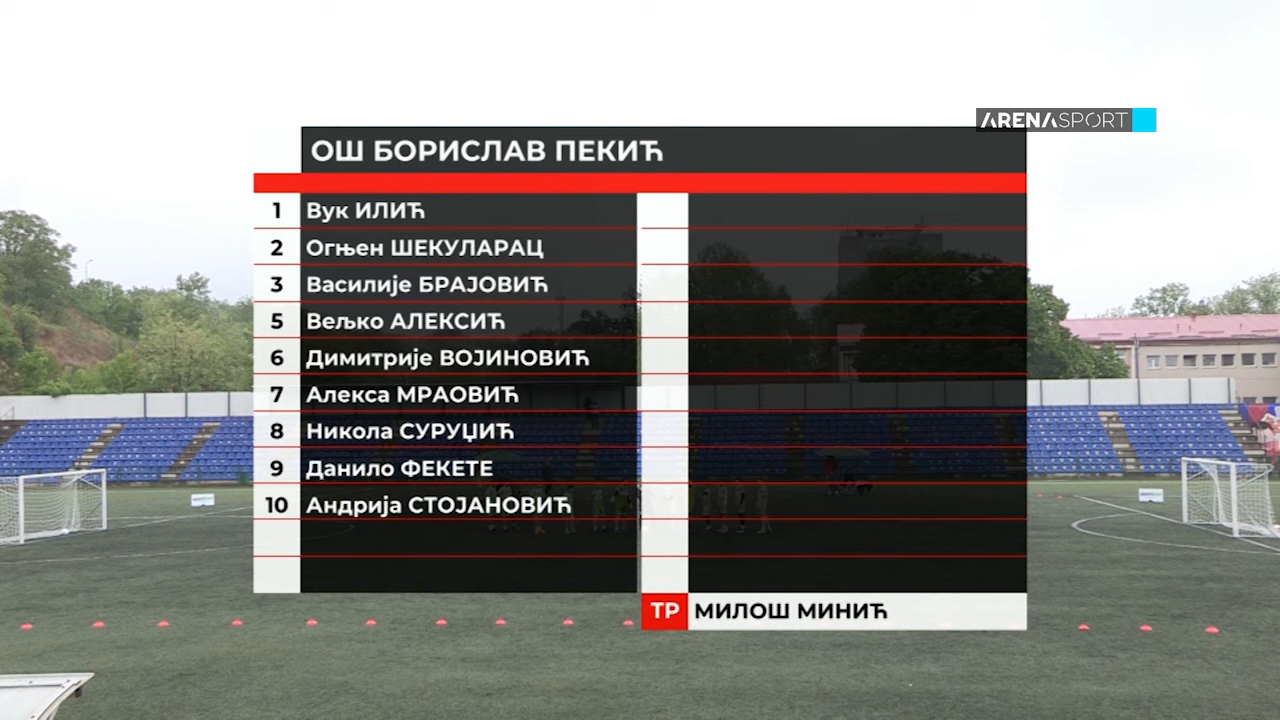 ARENASPORT
ОШ БОРИСЛАВ ПЕКИЋ
1 Вук ИЛИЋ
2 Огњен ШЕКУЛАРАЦ
3 Василије БРАЈОВИЋ
5 Вељко АЛЕКСИЋ
6 Димитрије ВОЈИНОВИЋ
7 Алекса МРАОВИЋ
8 Никола СУРУЏИЋ
9 Данило ФЕКЕТЕ
10 Андрија СТОЈАНОВИЋ
ТР МИЛОШ МИНИЋ